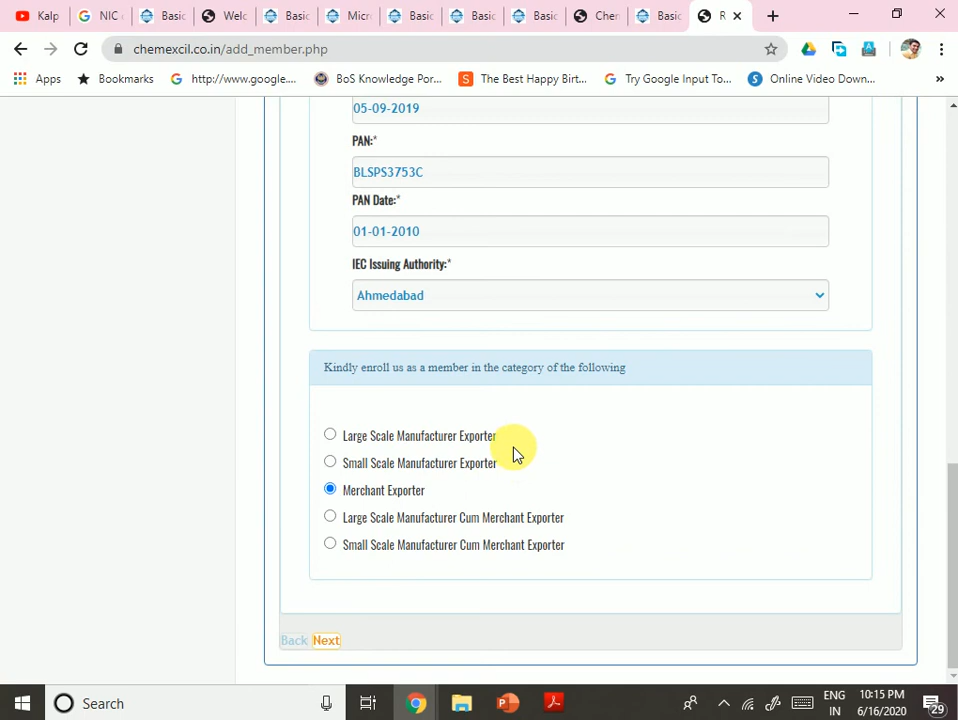 Kalp
NIC
Basic
Welc
Basic
Micr
Basic
Basic
Basic
Chen
Basic
R
chemexcil.co.in/add_member.php
Apps
Bookmarks
http://www.google....
BoS Knowledge Por...
The Best Happy Birt...
Try Google Input To...
Online Video Down...
»
05-09-2019
PAN:*
BLSPS3753C
PAN Date:*
01-01-2010
IEC Issuing Authority:*
Ahmedabad
Kindly enroll us as a member in the category of the following
Large Scale Manufacturer Exporter
Small Scale Manufacturer Exporter
Merchant Exporter
Large Scale Manufacturer Cum Merchant Exporter
Small Scale Manufacturer Cum Merchant Exporter
Back Next
Search
ENG
IN
10:15 PM
6/16/2020
29